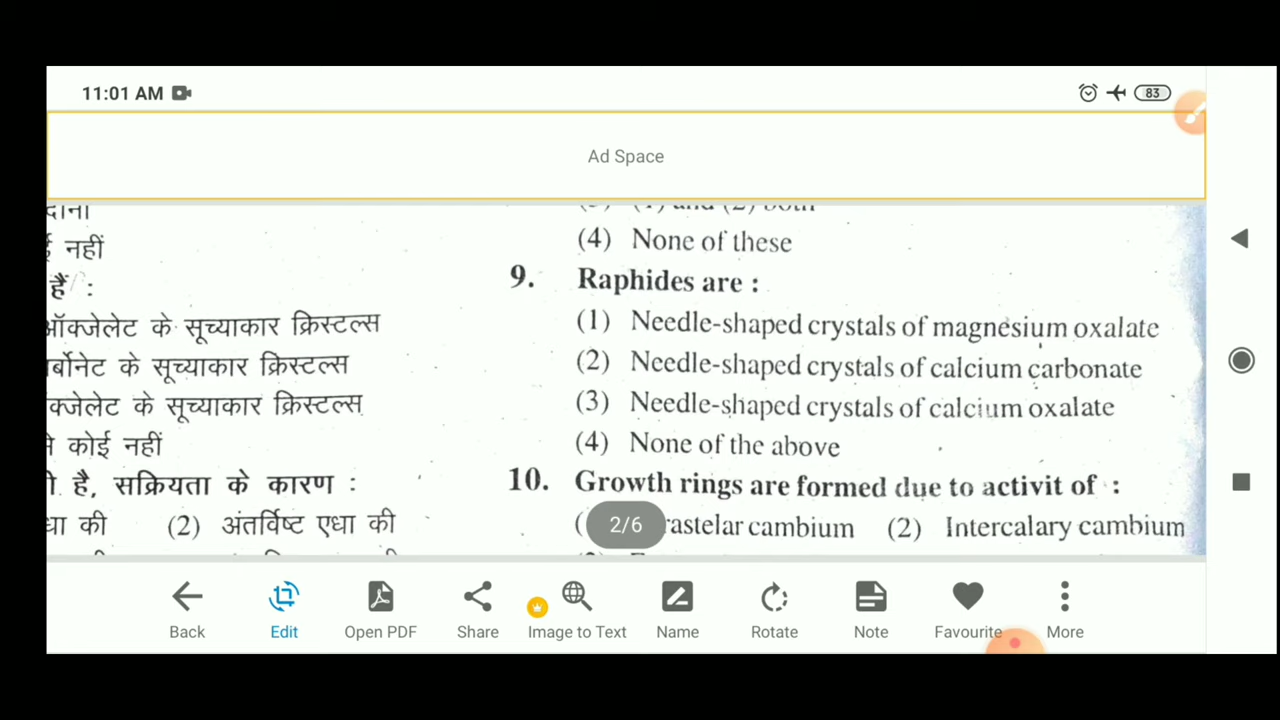 11:01 AM
83
Ad Space
नहीं
(4) None of these
हैं :
9. Raphides are :
ऑक्जेलेट के सूच्याकार क्रिस्टल्स
(1) Needle-shaped crystals of magnesium oxalate
र्बोनेट के सूच्याकार क्रिस्टल्स
(2) Needle-shaped crystals of calcium carbonate
क्जेलेट के सूच्याकार क्रिस्टल्स
(3) Needle-shaped crystals of calcium oxalate
कोई नहीं
(4) None of the above
है, सक्रियता के कारण :
10. Growth rings are formed due to activit of :
धा की (2) अंतर्विष्ट एधा की
rastelar cambium (2) Intercalary cambium
2/6
Back Edit Open PDF Share Image to Text Name Rotate Note Favourite More